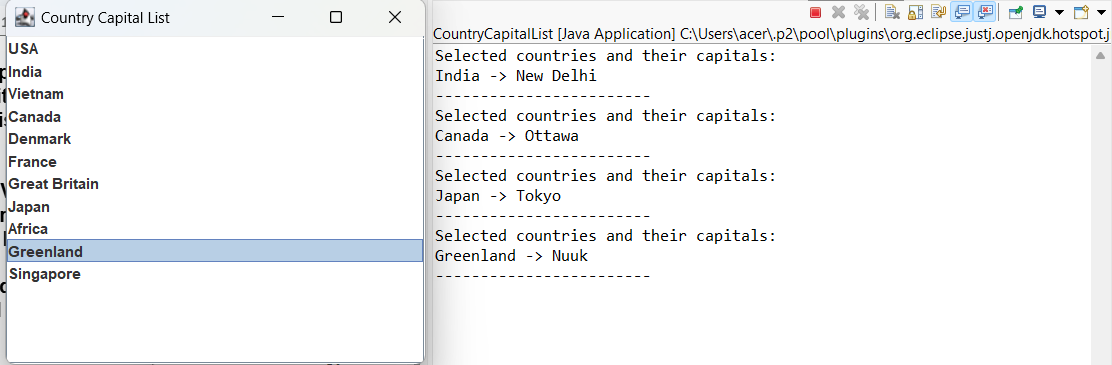 Country Capital List
USA
India
Vietnam
Canada
Denmark
France
Great Britain
Japan
Africa
Greenland
Singapore
CountryCapitalList [Java Application] C:\Users\acer\.p2\pool\plugins\org.eclipse.justj.openjdk.hotspot.j
Selected countries and their capitals:
India -> New Delhi
------------------------
Selected countries and their capitals:
Canada -> Ottawa
------------------------
Selected countries and their capitals:
Japan -> Tokyo
------------------------
Selected countries and their capitals:
Greenland -> Nuuk
------------------------